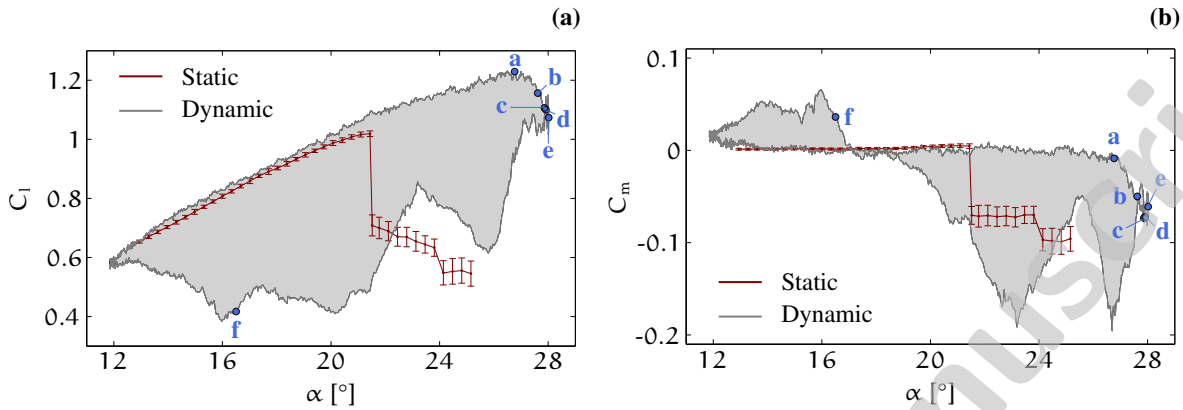 (a)
C_l
1.2
1
0.8
0.6
0.4
Static
Dynamic
a
b
c
d
e
f
12
16
20
24
28
α [°]
(b)
C_m
0.1
0
-0.1
-0.2
f
a
b
c
d
e
Static
Dynamic
12
16
20
24
28
α [°]